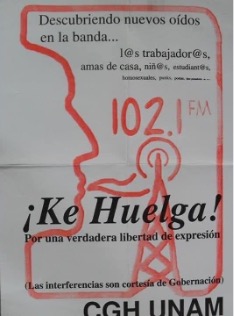 Descubriendo nuevos oídos
en la banda...
l@s trabajador@s,
amas de casa, niñ@s, estudiant@s,
homosexuales,
102.1 FM
¡Ke Huelga!
Por una verdadera libertad de expresión
(Las interferencias son cortesía de Gobernación)
CGH UNAM